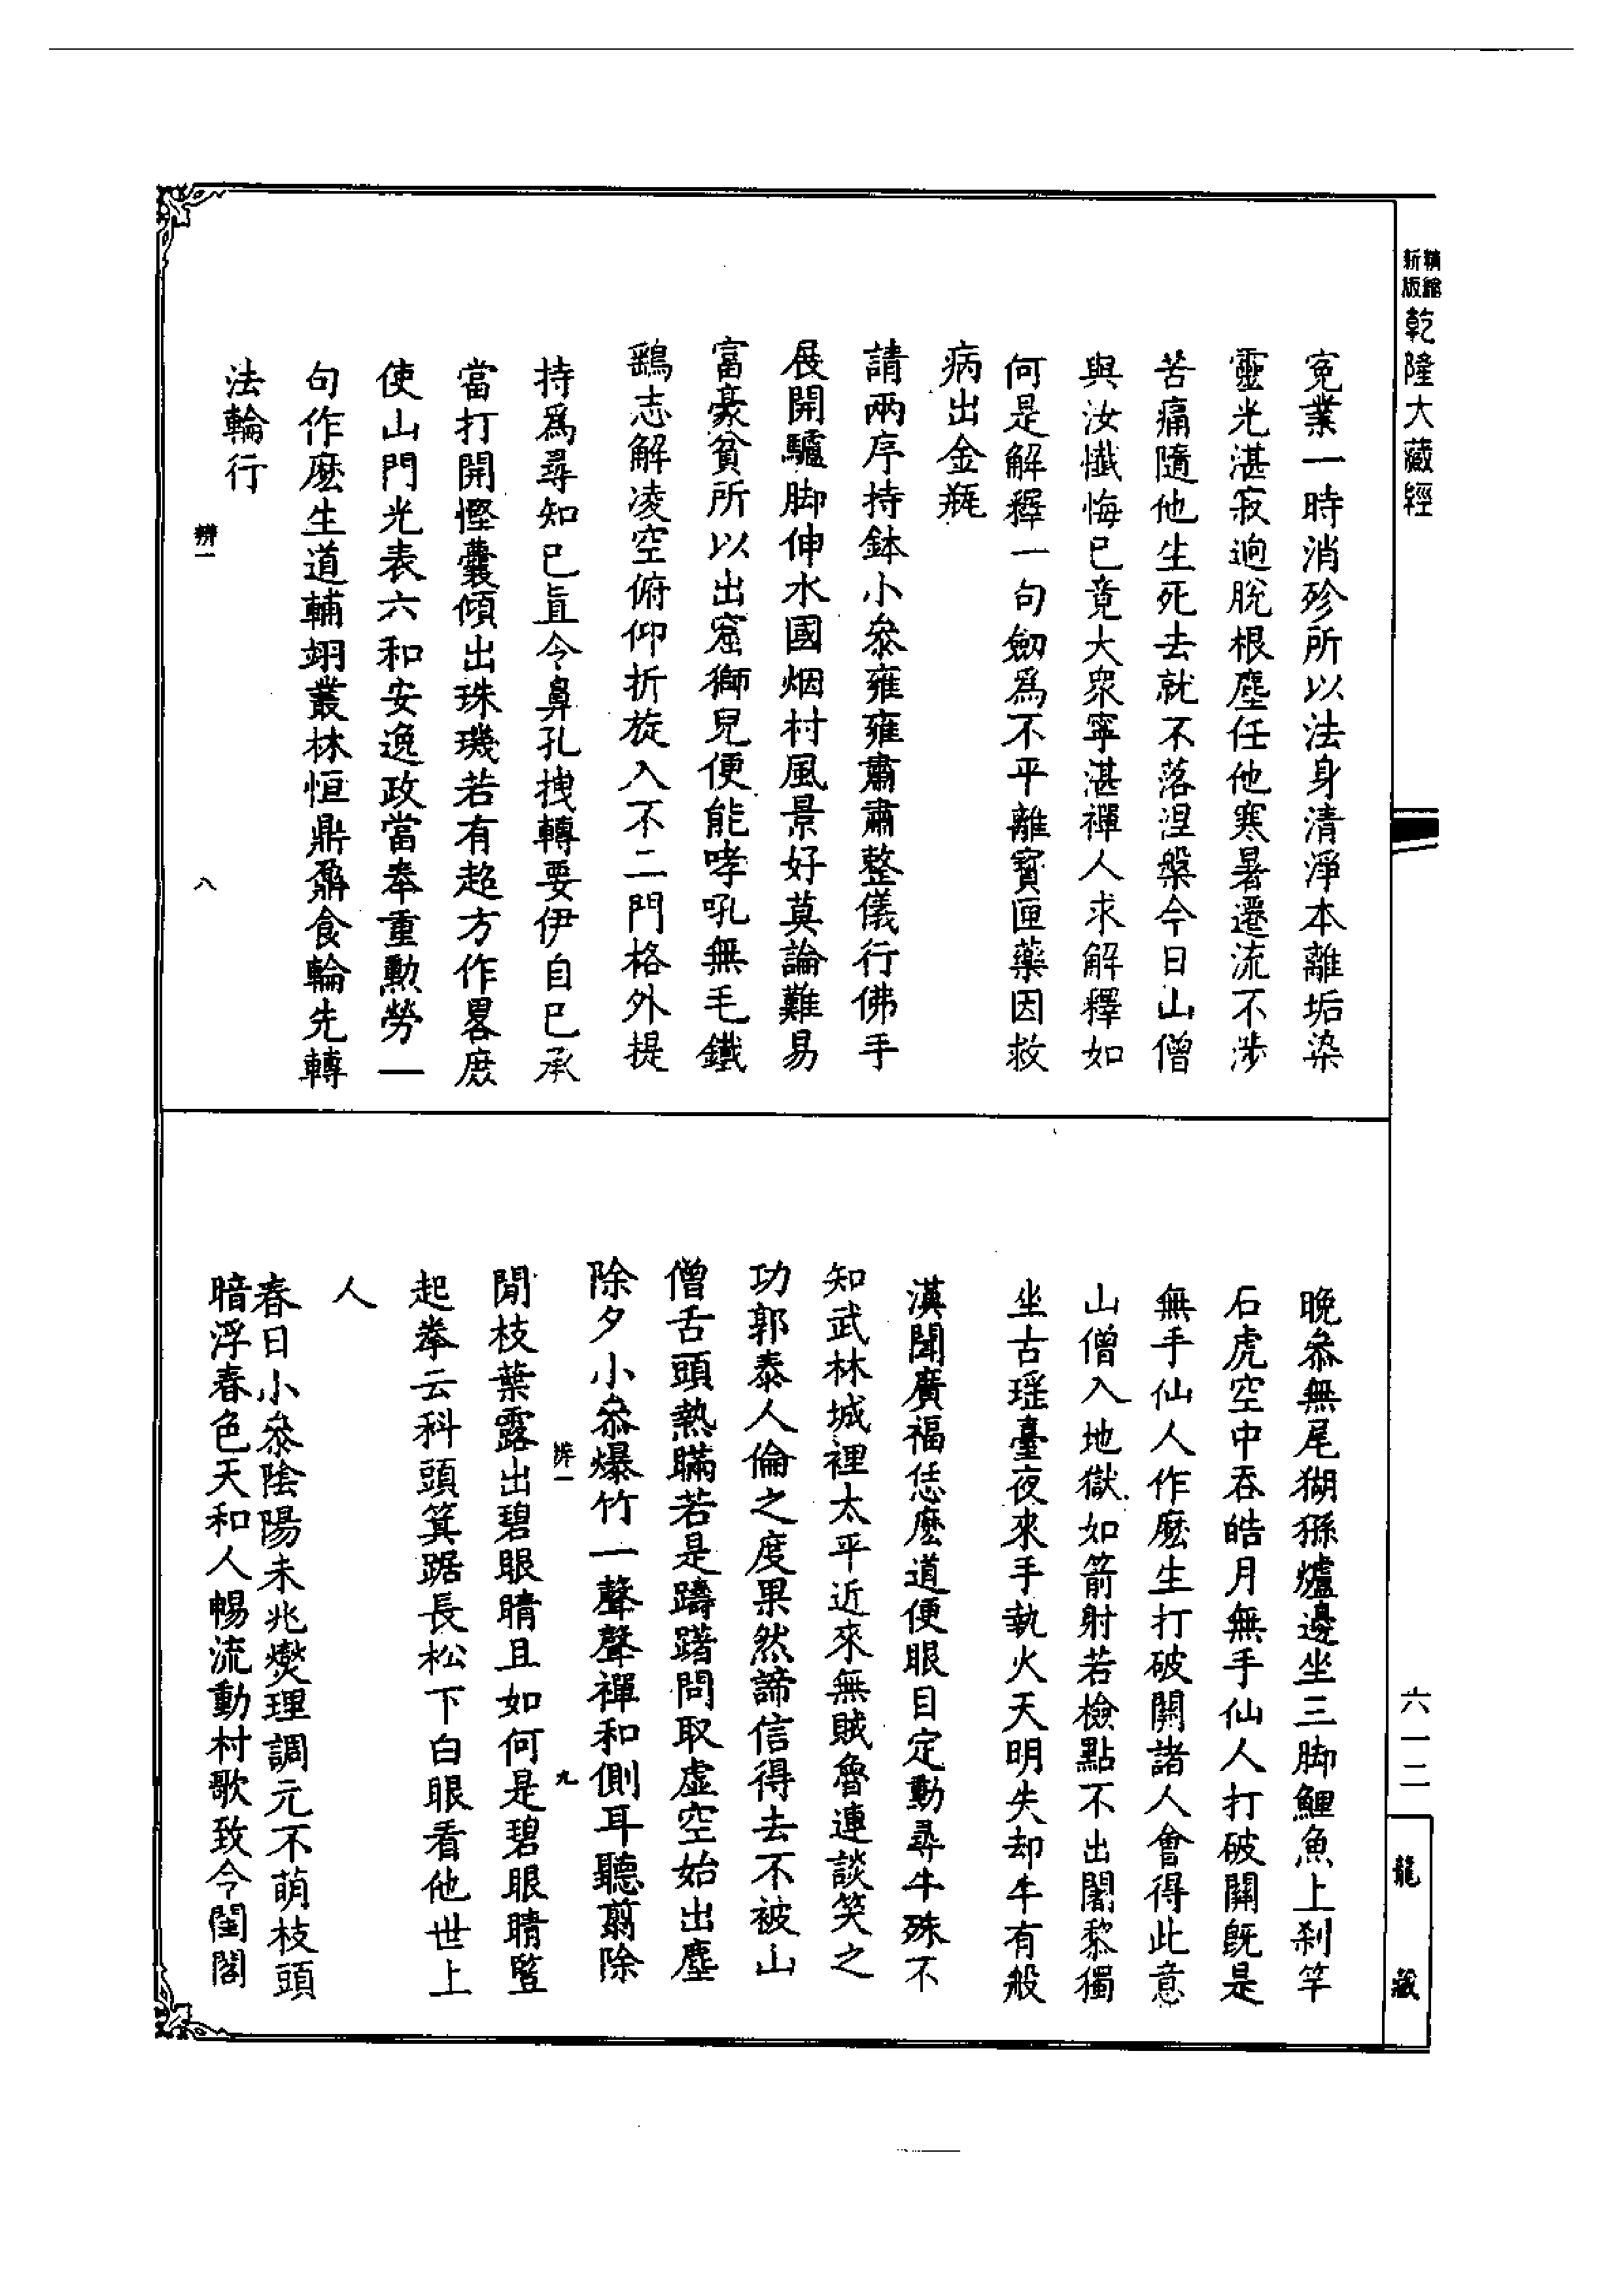 精縮新版乾隆大藏經
冤業一時消殄所以法身清淨本離垢染
靈光湛寂逈脫根塵任他寒暑遷流不涉
苦痛隨他生死去就不落涅槃今日山僧
與汝懺悔已竟大眾寧湛禪人求解釋如
何是解釋一句劒為不平離寶匣藥因救
病出金瓶
請兩序持鉢小叅雍雍肅肅整儀行佛手
展開驢脚伸水國烟村風景好莫論難易
富豪貧所以出窟獅兒便能哮吼無毛鐵
鷂志解凌空俯仰折旋入不二門格外提
持為尋知已直今鼻孔拽轉要伊自已承
當打開慳囊傾出珠璣若有超方作畧庶
使山門光表六和安逸政當奉重勲勞一
句作麽生道輔翊叢林恒鼎鼐食輪先轉
法輪行
辨一
八
晚叅無尾猢猻爐邊坐三脚鯉魚上刹竿
石虎空中吞皓月無手仙人打破關既是
無手仙人作麽生打破關諸人會得此意
山僧入地獄如箭射若檢點不出闍黎獨
坐古瑶臺夜來手執火天明失却牛有般
漢聞廣福恁麽道便眼目定動尋牛殊不
知武林城裡太平近來無賊魯連談笑之
功郭泰人倫之度果然諦信得去不被山
僧舌頭熱瞞若是躊躇問取虛空始出塵
除夕小叅爆竹一聲聲禪和側耳聽翦除
辨一
九
閒枝葉露出碧眼睛且如何是碧眼睛豎
起拳云科頭箕踞長松下白眼看他世上
人
春日小叅陰陽未兆爕理調元不萌枝頭
暗浮春色天和人暢流動村歌致令閨閣
六一二
龍藏